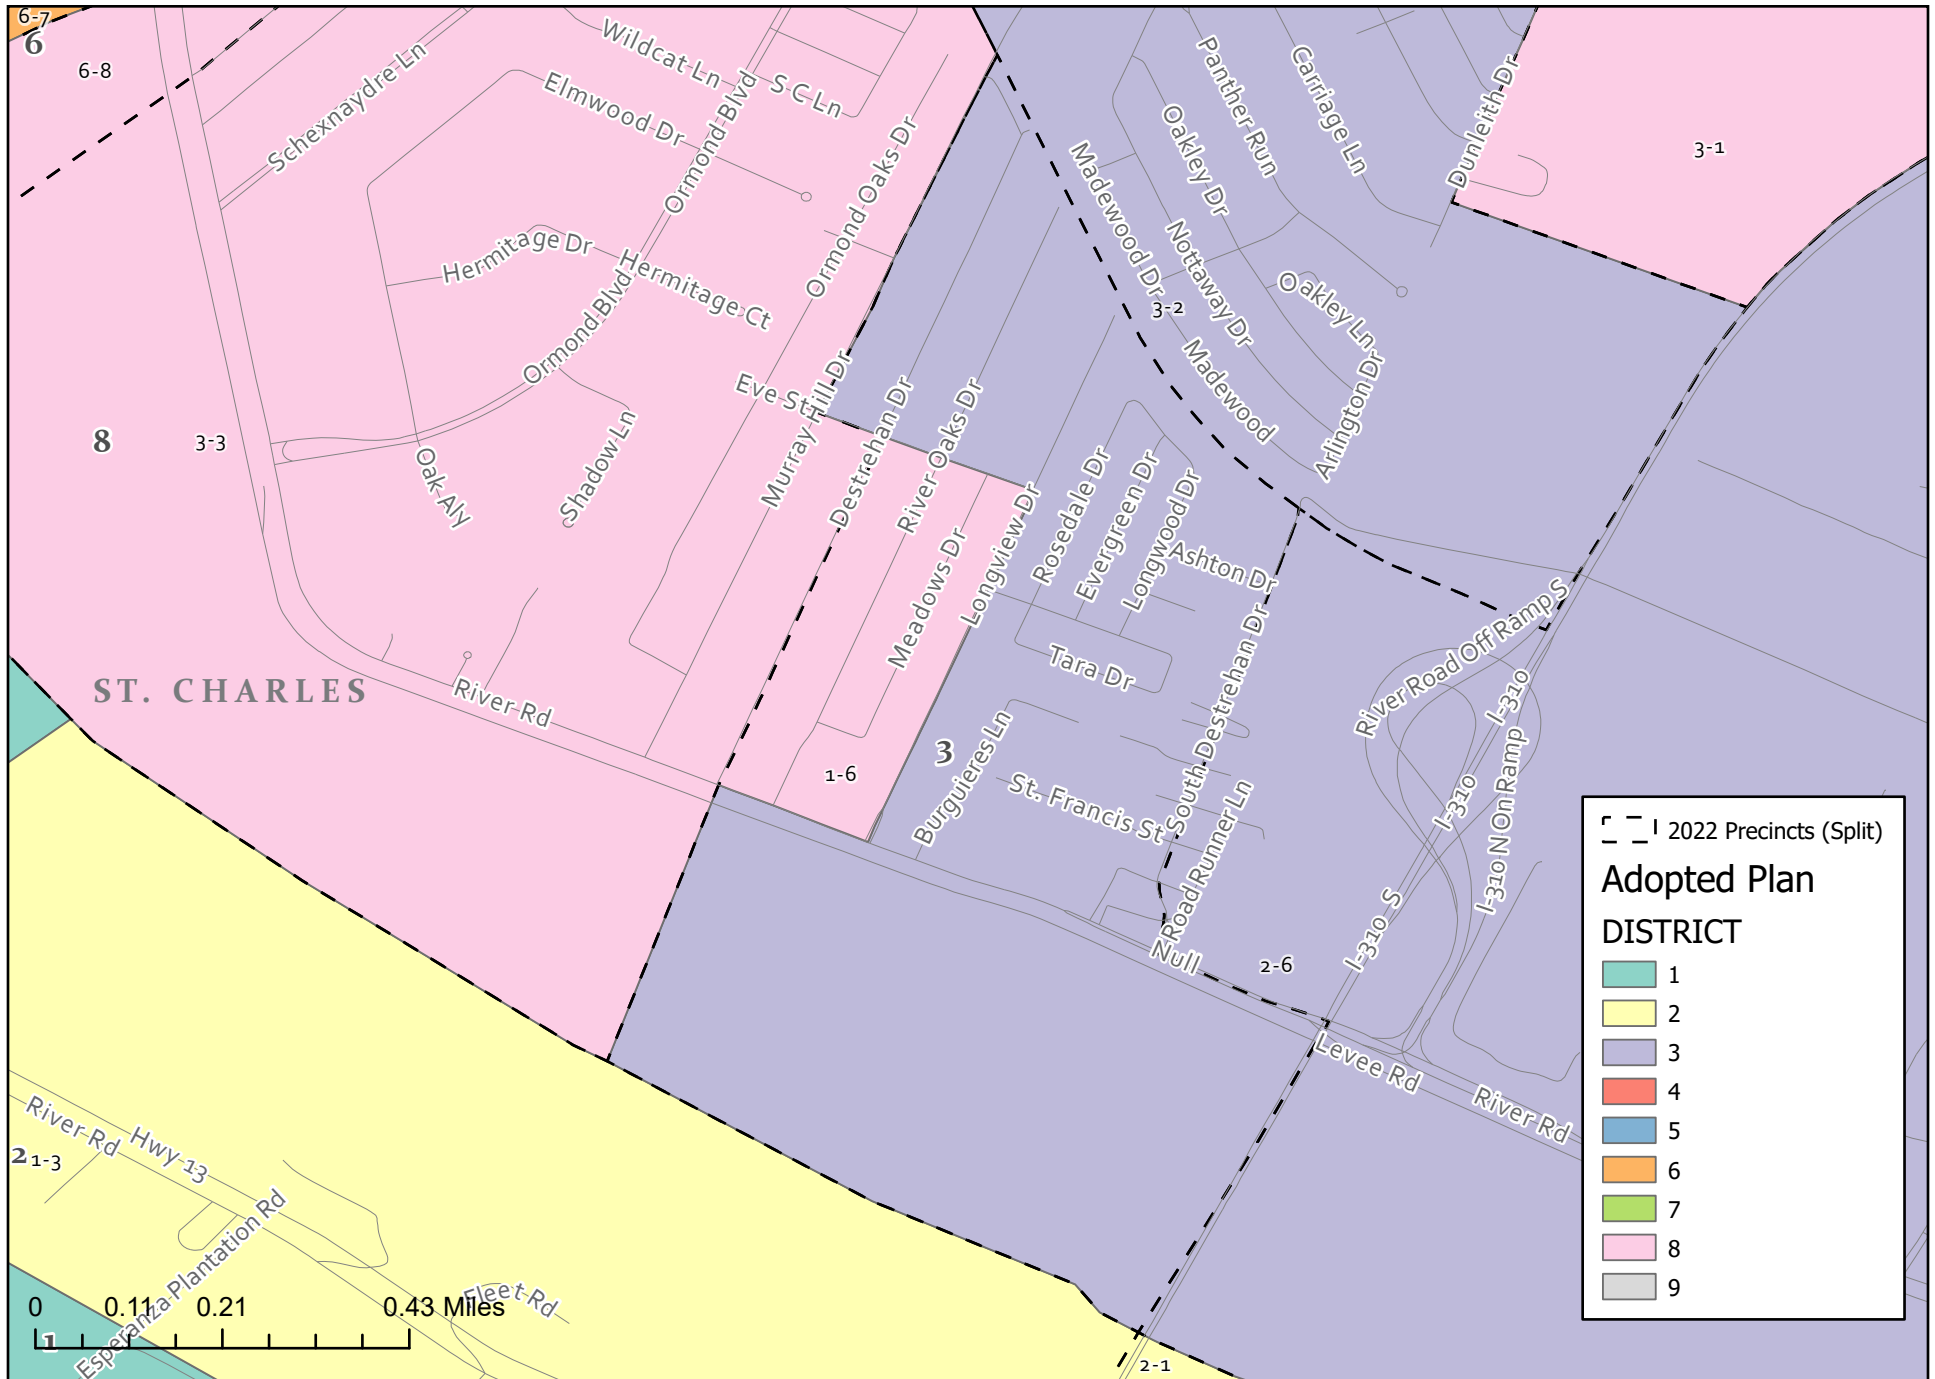 6-7
6
6-8
Schexnaydre Ln
Wildcat Ln
S C Ln
Elmwood Dr
Ormond Blvd
Ormond Oaks Dr
Hermitage Dr
Hermitage Ct
Ormond Blvd
Panther Run
Carriage Ln
Oakley Dr
Dunleith Dr
3-1
Madewood Dr
Nottaway Dr
Oakley Ln
3-2
Madewood
Arlington Dr
Eve St
Murray Hill Dr
Destrehan Dr
River Oaks Dr
8
3-3
Oak Aly
Shadow Ln
Meadows Dr
Longview Dr
Rosedale Dr
Evergreen Dr
Longwood Dr
Ashton Dr
Tara Dr
South Destrehan Dr
River Road Off Ramp S
I-310
I-310
I-310 N On Ramp
ST. CHARLES
River Rd
1-6
3
Burguieres Ln
St. Francis St
Road Runner Ln
Null
2-6
I-310 S
Levee Rd
River Rd
River Rd
Hwy 13
2
1-3
Esperanza Plantation Rd
Fleet Rd
2-1
1
0 0.11 0.21 0.43 Miles
2022 Precincts (Split)
Adopted Plan
DISTRICT
1
2
3
4
5
6
7
8
9